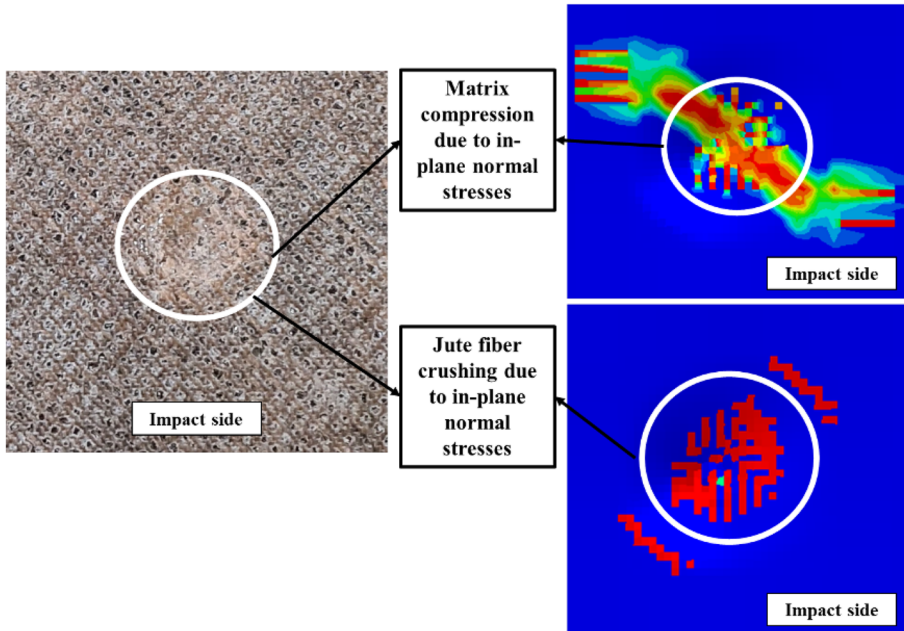 Matrix
compression
due to in-
plane normal
stresses
Impact side
Jute fiber
crushing due
to in-plane
normal
stresses
Impact side
Impact side